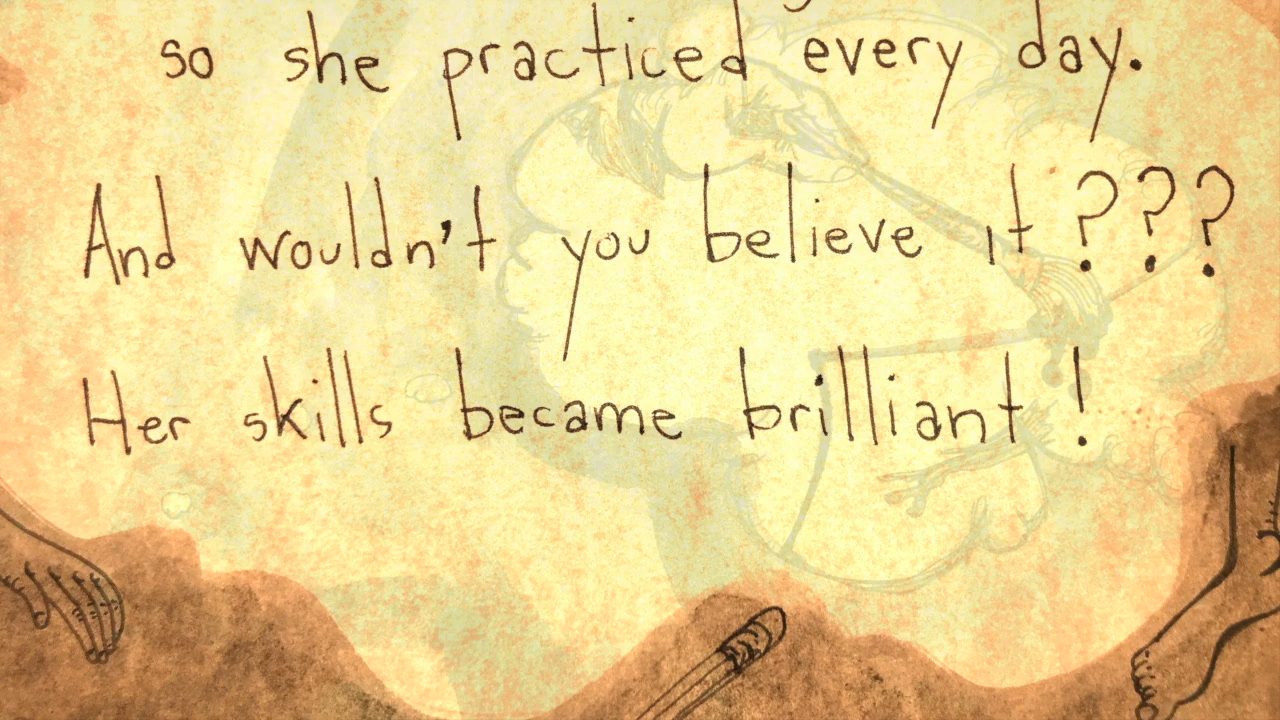 so she practiced every day.
And wouldn't you believe it???
Her skills became brilliant!